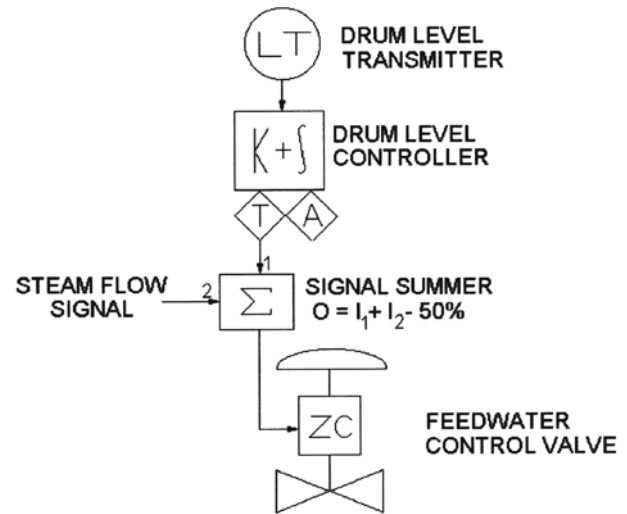 LT
DRUM LEVEL
TRANSMITTER
K+∫
DRUM LEVEL
CONTROLLER
T A
1
STEAM FLOW
SIGNAL
2
Σ
SIGNAL SUMMER
O = I₁+ I₂- 50%
ZC
FEEDWATER
CONTROL VALVE